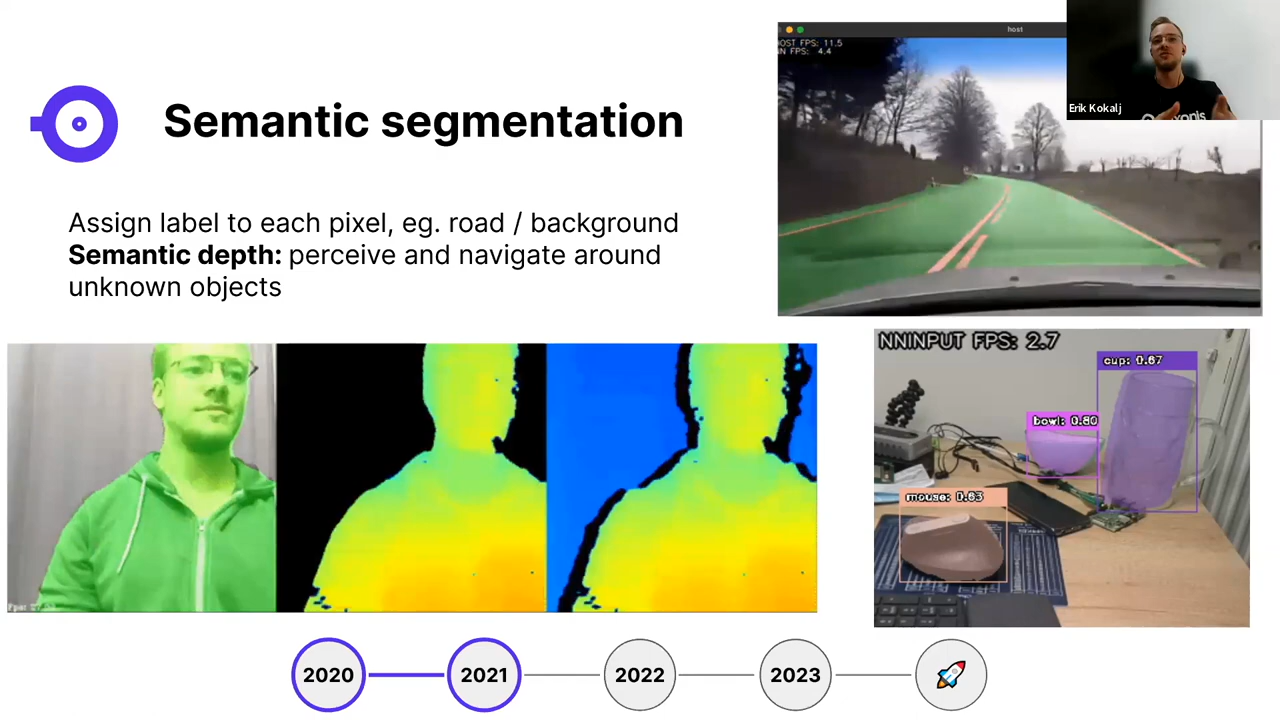 host
HOST FPS: 11.5
NN FPS: 4.4
Erik Kokalj
Semantic segmentation
Assign label to each pixel, eg. road / background
Semantic depth: perceive and navigate around
unknown objects
NNINPUT FPS: 2.7
cup: 0.67
bowl: 0.80
mouse: 0.63
2020
2021
2022
2023